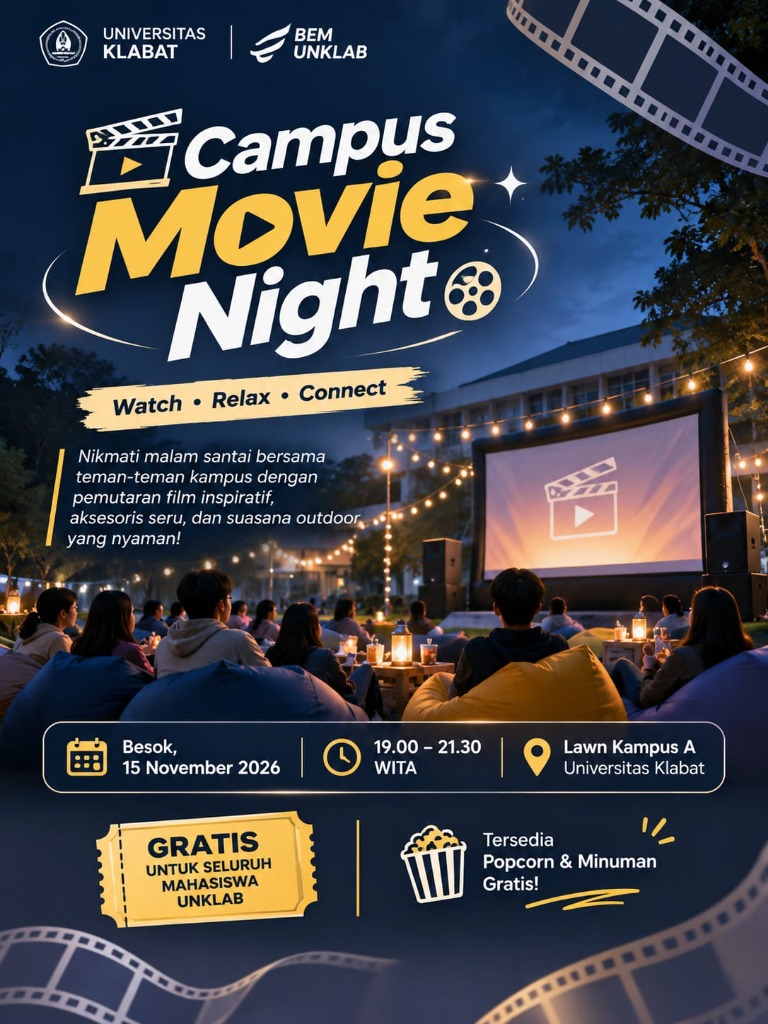 UNIVERSITAS
KLABAT
BEM
UNKLAB
Campus
Movie
Night
Watch • Relax • Connect
Nikmati malam santai bersama
teman-teman kampus dengan
pemutaran film inspiratif,
aksesoris seru, dan suasana outdoor
yang nyaman!
Besok,
15 November 2026
19.00 – 21.30
WITA
Lawn Kampus A
Universitas Klabat
GRATIS
UNTUK SELURUH
MAHASISWA
UNKLAB
Tersedia
Popcorn & Minuman
Gratis!